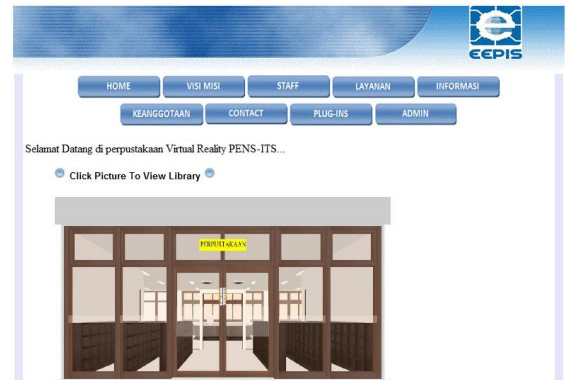 EEPIS
HOME VISI MISI STAFF LAYANAN INFORMASI
KEANGGOTAAN CONTACT PLUG-INS ADMIN
Selamat Datang di perpustakaan Virtual Reality PENS-ITS...
Click Picture To View Library
PERPUSTAKAAN